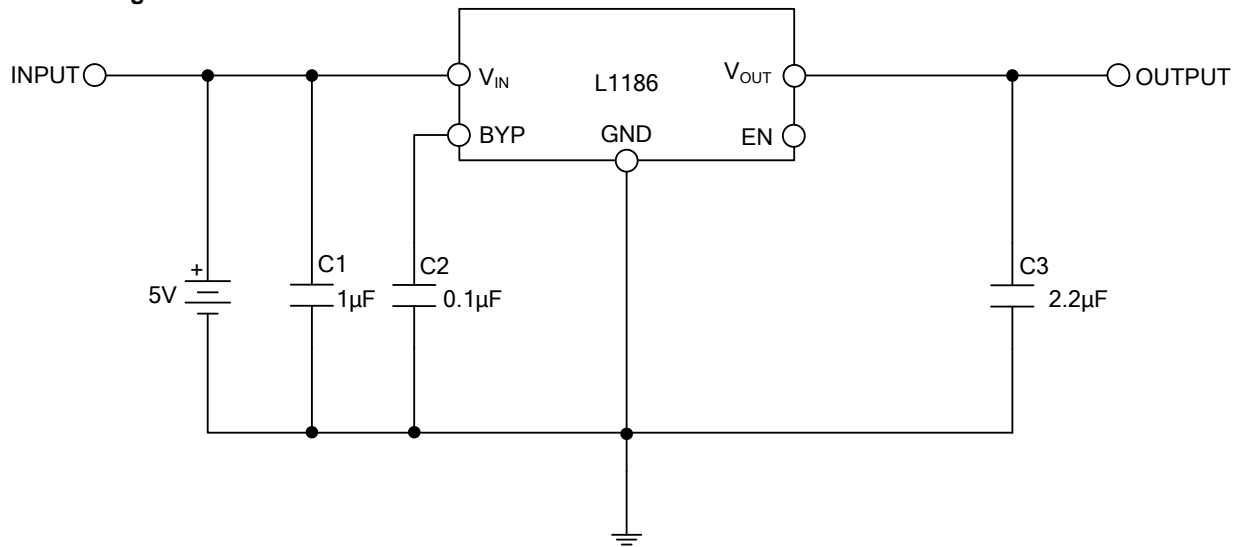 INPUT
V_IN
L1186
V_OUT
OUTPUT
BYP
GND
EN
+
5V
C1
1µF
C2
0.1µF
C3
2.2µF